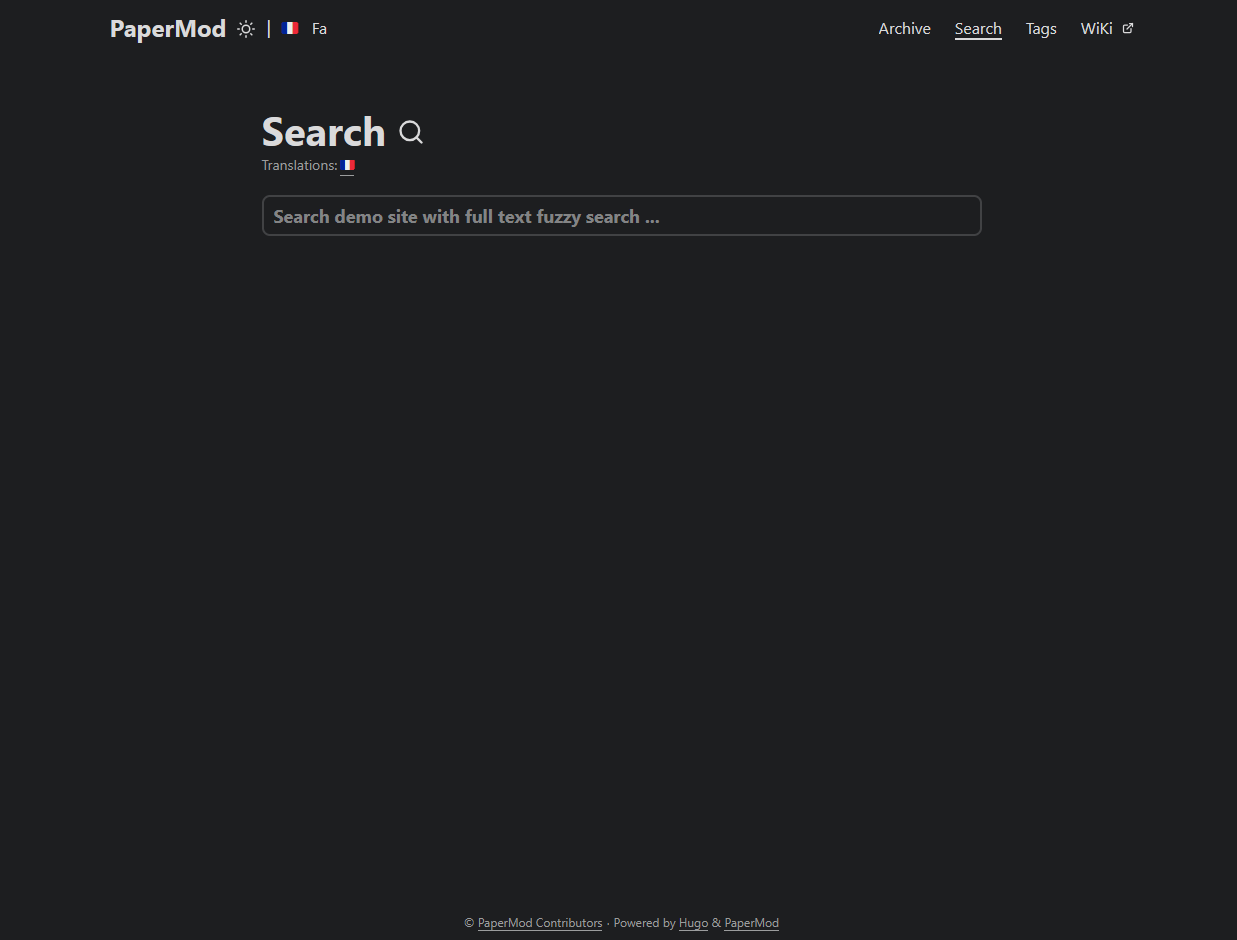 PaperMod | 🇫🇷 Fa Archive Search Tags WiKi
Search
Translations: 🇫🇷
Search demo site with full text fuzzy search ...
© PaperMod Contributors · Powered by Hugo & PaperMod